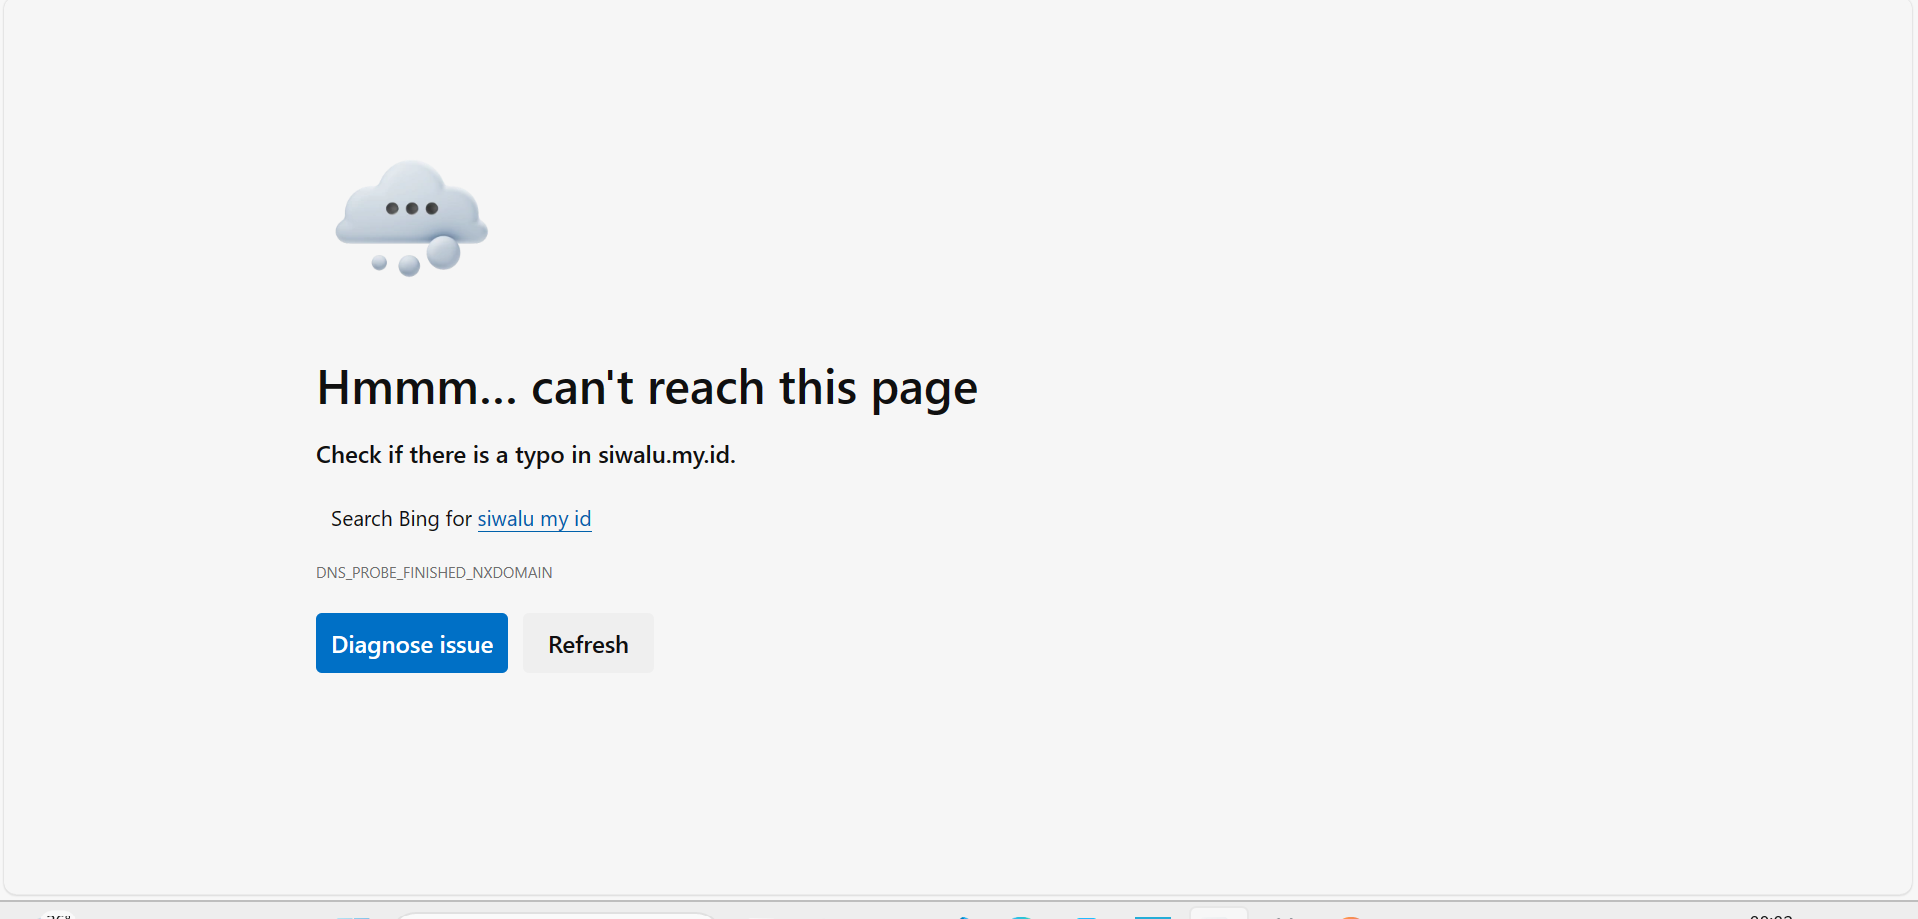 Hmmm... can't reach this page
Check if there is a typo in siwalu.my.id.
Search Bing for siwalu my id
DNS_PROBE_FINISHED_NXDOMAIN
Diagnose issue
Refresh